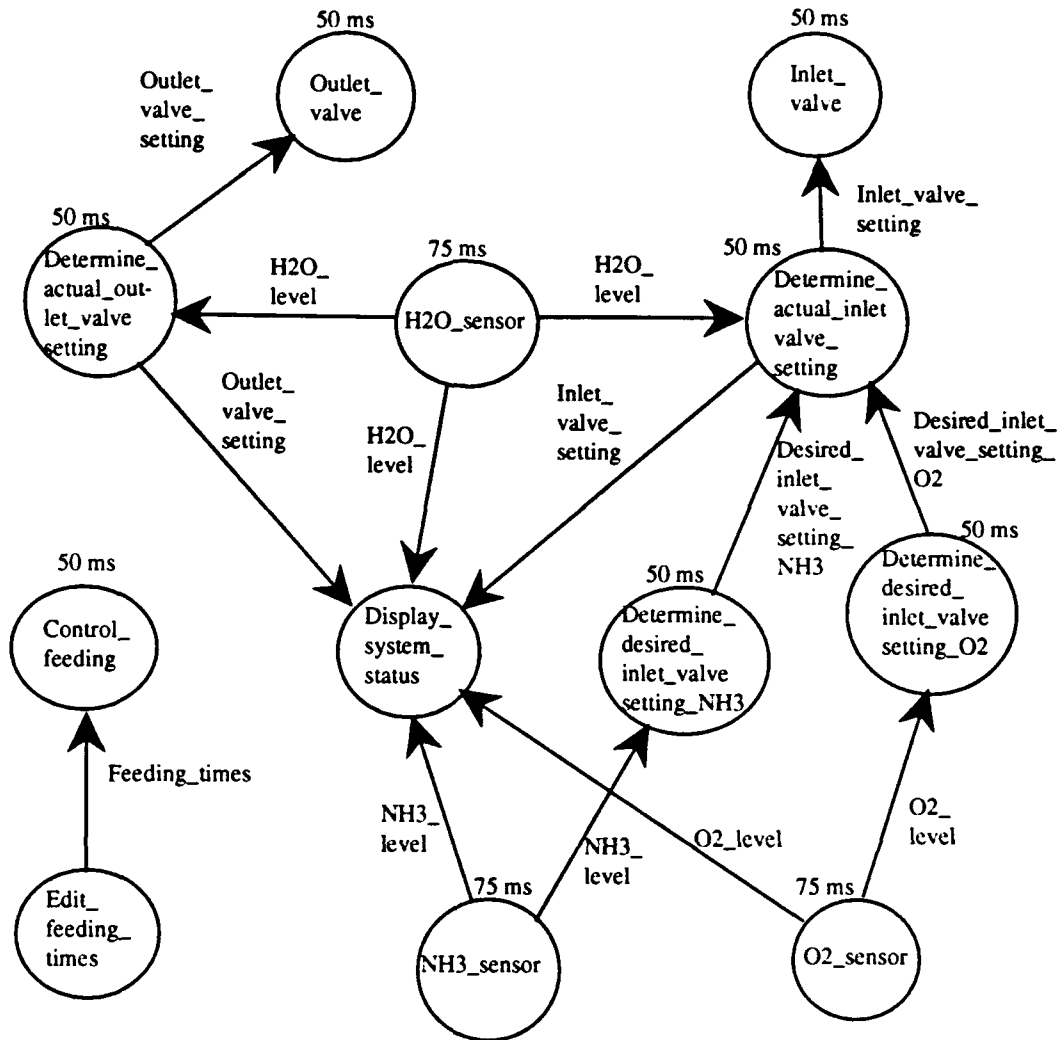 50 ms
Outlet_
valve
50 ms
Inlet_
valve
Outlet_
valve_
setting
Inlet_valve_
setting
50 ms
Determine_
actual_out-
let_valve
setting
H2O_
level
75 ms
H2O_sensor
H2O_
level
50 ms
Determine_
actual_inlet
valve_
setting
Outlet_
valve_
setting
H2O_
level
Inlet_
valve_
setting
Desired_
inlet_
valve_
setting_
NH3
Desired_inlet_
valve_setting_
O2
50 ms
Control_
feeding
Display_
system_
status
50 ms
Determine_
desired_
inlet_valve
setting_NH3
50 ms
Determine_
desired_
inlet_valve
setting_O2
Feeding_times
NH3_
level
NH3_
level
O2_level
O2_
level
Edit_
feeding_
times
75 ms
NH3_sensor
75 ms
O2_sensor